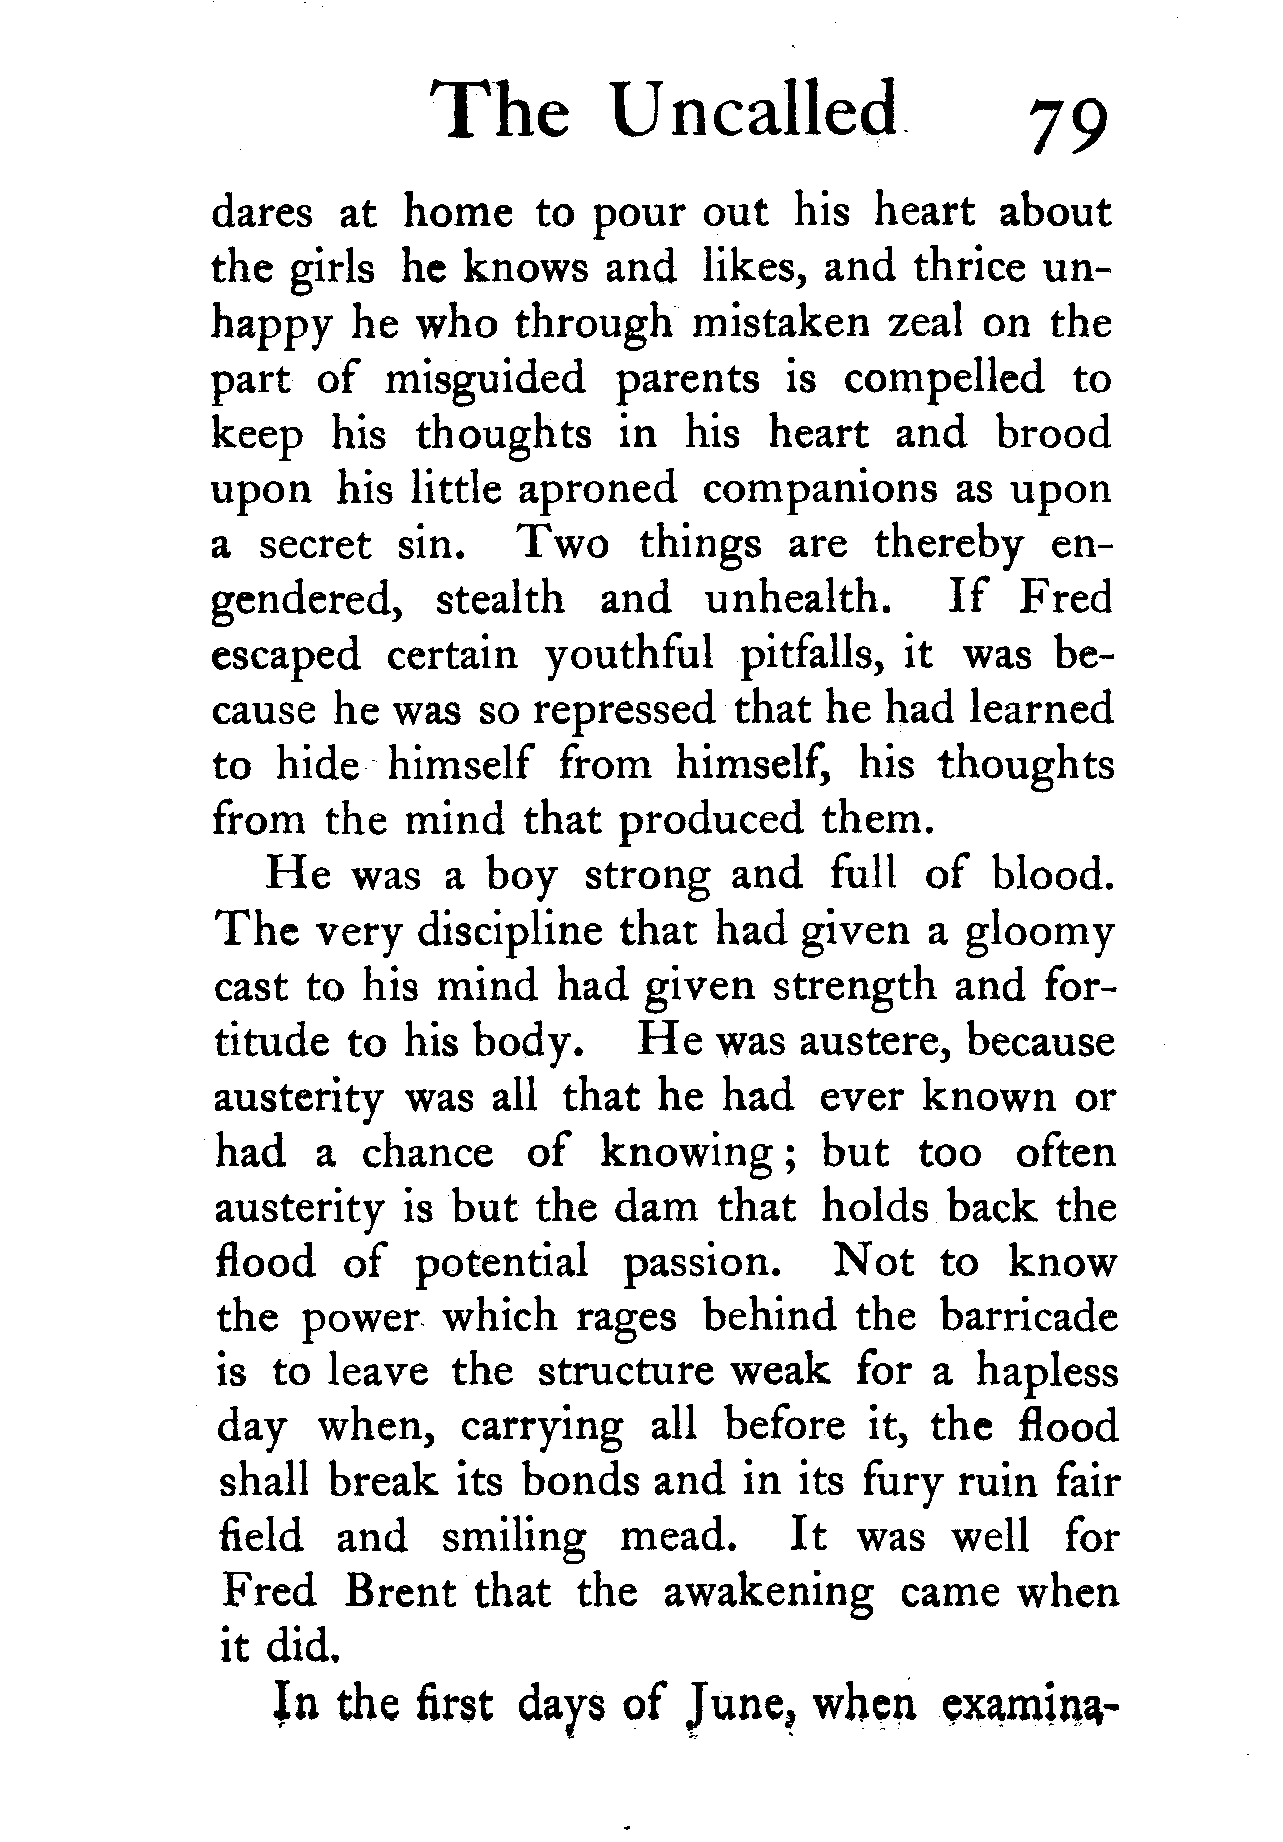 The Uncalled 79
dares at home to pour out his heart about
the girls he knows and likes, and thrice un-
happy he who through mistaken zeal on the
part of misguided parents is compelled to
keep his thoughts in his heart and brood
upon his little aproned companions as upon
a secret sin. Two things are thereby en-
gendered, stealth and unhealth. If Fred
escaped certain youthful pitfalls, it was be-
cause he was so repressed that he had learned
to hide himself from himself, his thoughts
from the mind that produced them.
He was a boy strong and full of blood.
The very discipline that had given a gloomy
cast to his mind had given strength and for-
titude to his body. He was austere, because
austerity was all that he had ever known or
had a chance of knowing; but too often
austerity is but the dam that holds back the
flood of potential passion. Not to know
the power which rages behind the barricade
is to leave the structure weak for a hapless
day when, carrying all before it, the flood
shall break its bonds and in its fury ruin fair
field and smiling mead. It was well for
Fred Brent that the awakening came when
it did.
In the first days of June, when examina-